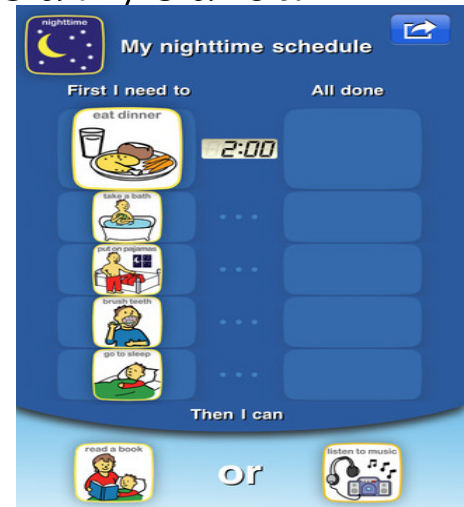 nighttime
My nighttime schedule
First I need to
All done
eat dinner
2:00
take a bath
put on pajamas
brush teeth
go to sleep
Then I can
read a book
or
listen to music